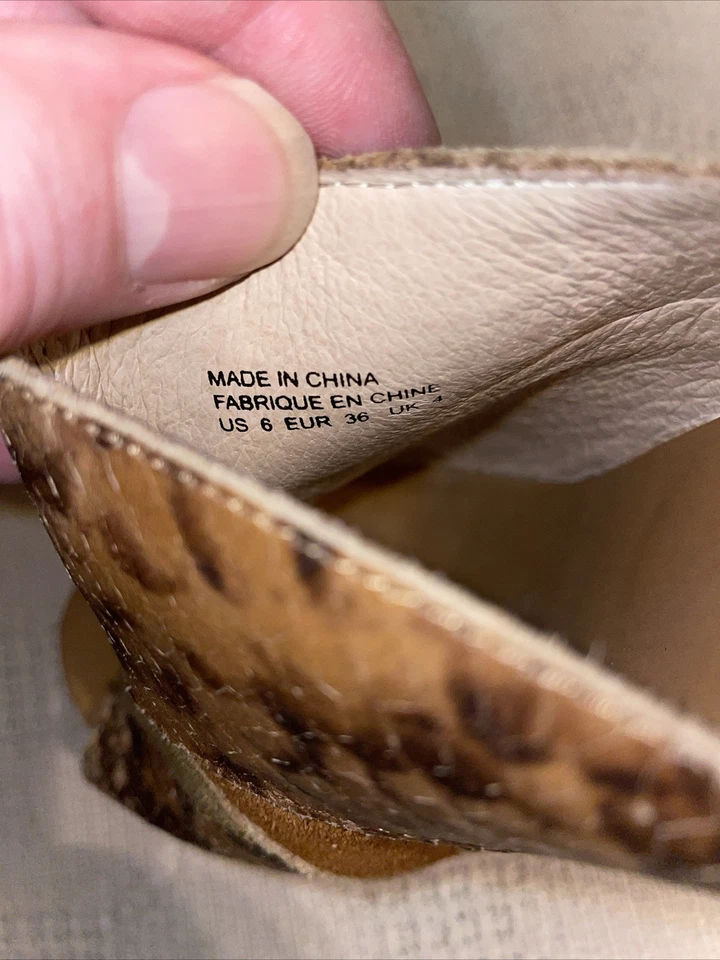 MADE IN CHINA
FABRIQUE EN CHINE
US 6 EUR 36 UK 4